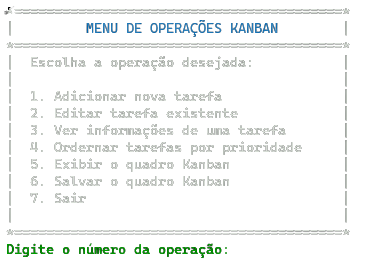 MENU DE OPERAÇÕES KANBAN
Escolha a operação desejada:
1. Adicionar nova tarefa
2. Editar tarefa existente
3. Ver informações de uma tarefa
4. Ordernar tarefas por prioridade
5. Exibir o quadro Kanban
6. Salvar o quadro Kanban
7. Sair
Digite o número da operação: